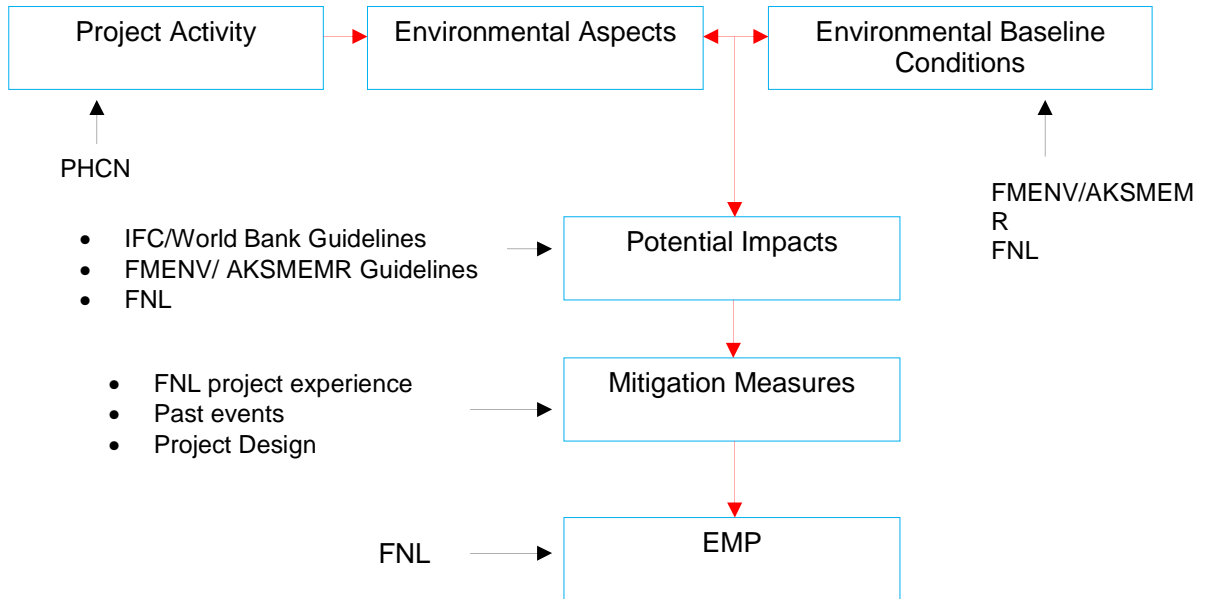 Project Activity
Environmental Aspects
Environmental Baseline
Conditions
PHCN
FMENV/AKSMEM
R
FNL
• IFC/World Bank Guidelines
• FMENV/ AKSMEMR Guidelines
• FNL
Potential Impacts
• FNL project experience
• Past events
• Project Design
Mitigation Measures
FNL
EMP